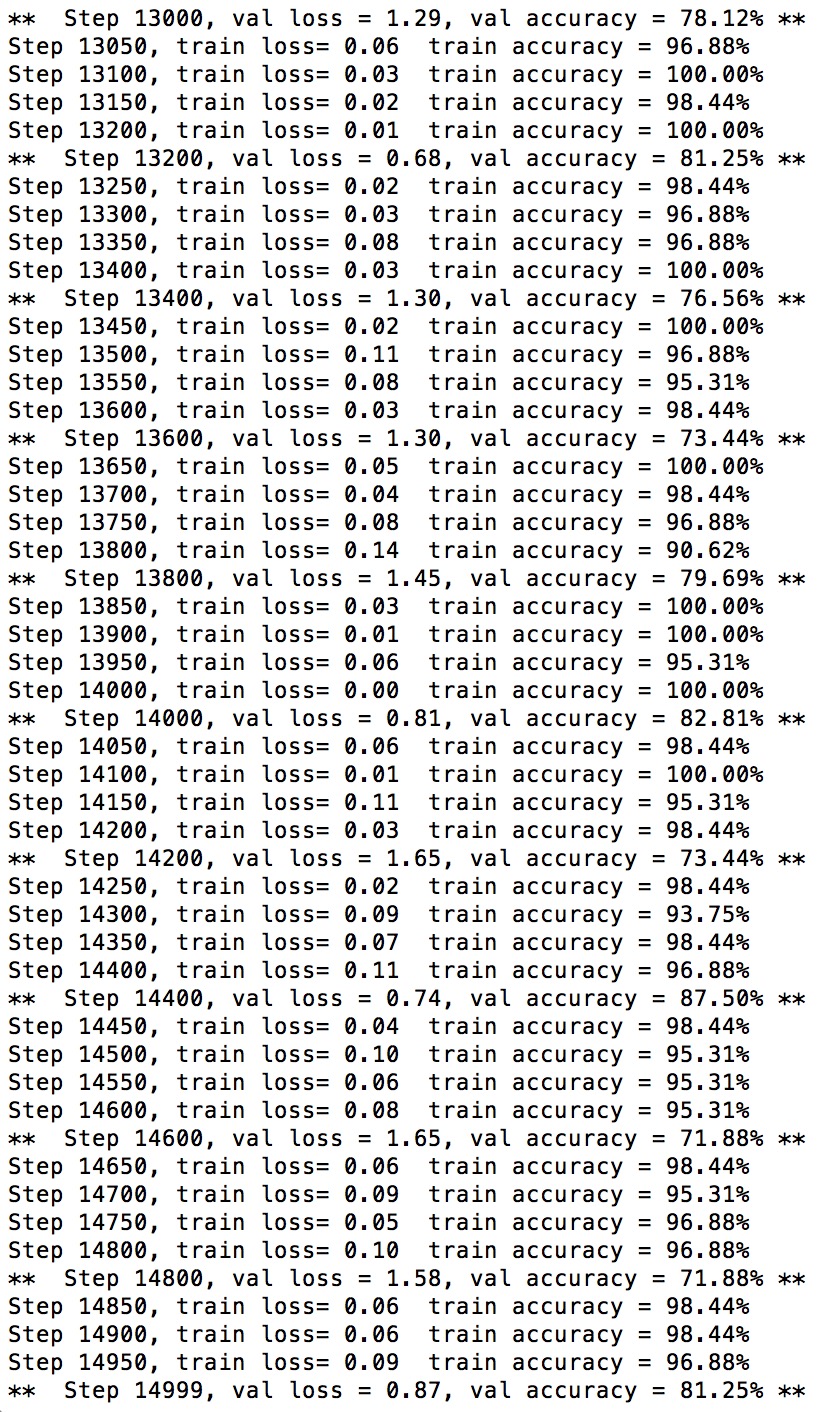 **  Step 13000, val loss = 1.29, val accuracy = 78.12% **
Step 13050, train loss= 0.06  train accuracy = 96.88%
Step 13100, train loss= 0.03  train accuracy = 100.00%
Step 13150, train loss= 0.02  train accuracy = 98.44%
Step 13200, train loss= 0.01  train accuracy = 100.00%
**  Step 13200, val loss = 0.68, val accuracy = 81.25% **
Step 13250, train loss= 0.02  train accuracy = 98.44%
Step 13300, train loss= 0.03  train accuracy = 96.88%
Step 13350, train loss= 0.08  train accuracy = 96.88%
Step 13400, train loss= 0.03  train accuracy = 100.00%
**  Step 13400, val loss = 1.30, val accuracy = 76.56% **
Step 13450, train loss= 0.02  train accuracy = 100.00%
Step 13500, train loss= 0.11  train accuracy = 96.88%
Step 13550, train loss= 0.08  train accuracy = 95.31%
Step 13600, train loss= 0.03  train accuracy = 98.44%
**  Step 13600, val loss = 1.30, val accuracy = 73.44% **
Step 13650, train loss= 0.05  train accuracy = 100.00%
Step 13700, train loss= 0.04  train accuracy = 98.44%
Step 13750, train loss= 0.08  train accuracy = 96.88%
Step 13800, train loss= 0.14  train accuracy = 90.62%
**  Step 13800, val loss = 1.45, val accuracy = 79.69% **
Step 13850, train loss= 0.03  train accuracy = 100.00%
Step 13900, train loss= 0.01  train accuracy = 100.00%
Step 13950, train loss= 0.06  train accuracy = 95.31%
Step 14000, train loss= 0.00  train accuracy = 100.00%
**  Step 14000, val loss = 0.81, val accuracy = 82.81% **
Step 14050, train loss= 0.06  train accuracy = 98.44%
Step 14100, train loss= 0.01  train accuracy = 100.00%
Step 14150, train loss= 0.11  train accuracy = 95.31%
Step 14200, train loss= 0.03  train accuracy = 98.44%
**  Step 14200, val loss = 1.65, val accuracy = 73.44% **
Step 14250, train loss= 0.02  train accuracy = 98.44%
Step 14300, train loss= 0.09  train accuracy = 93.75%
Step 14350, train loss= 0.07  train accuracy = 98.44%
Step 14400, train loss= 0.11  train accuracy = 96.88%
**  Step 14400, val loss = 0.74, val accuracy = 87.50% **
Step 14450, train loss= 0.04  train accuracy = 98.44%
Step 14500, train loss= 0.10  train accuracy = 95.31%
Step 14550, train loss= 0.06  train accuracy = 95.31%
Step 14600, train loss= 0.08  train accuracy = 95.31%
**  Step 14600, val loss = 1.65, val accuracy = 71.88% **
Step 14650, train loss= 0.06  train accuracy = 98.44%
Step 14700, train loss= 0.09  train accuracy = 95.31%
Step 14750, train loss= 0.05  train accuracy = 96.88%
Step 14800, train loss= 0.10  train accuracy = 96.88%
**  Step 14800, val loss = 1.58, val accuracy = 71.88% **
Step 14850, train loss= 0.06  train accuracy = 98.44%
Step 14900, train loss= 0.06  train accuracy = 98.44%
Step 14950, train loss= 0.09  train accuracy = 96.88%
**  Step 14999, val loss = 0.87, val accuracy = 81.25% **